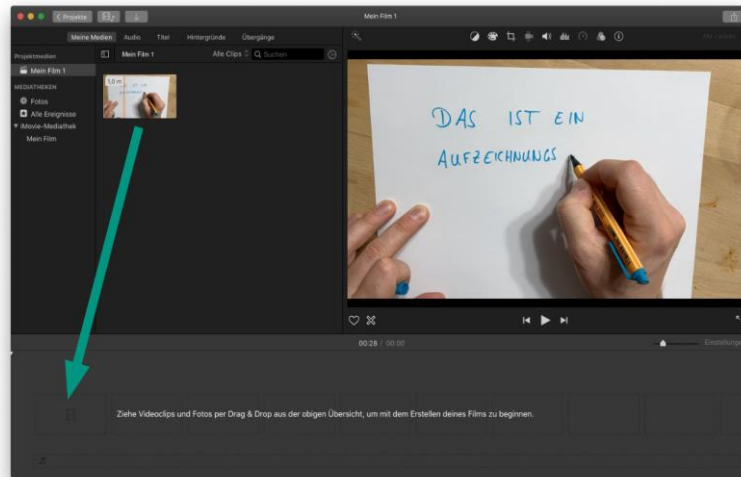 Projekte
Mein Film 1
Meine Medien Audio Titel Hintergründe Übergänge
Projektmedien
Mein Film 1
MEDIATHEKEN
Fotos
Alle Ereignisse
iMovie-Mediathek
Mein Film
Mein Film 1 Alle Clips Suchen
1,0 m
DAS IST EIN
AUFZEICHNUNGS
00:28 / 00:00
Ziehe Videoclips und Fotos per Drag & Drop aus der obigen Übersicht, um mit dem Erstellen deines Films zu beginnen.